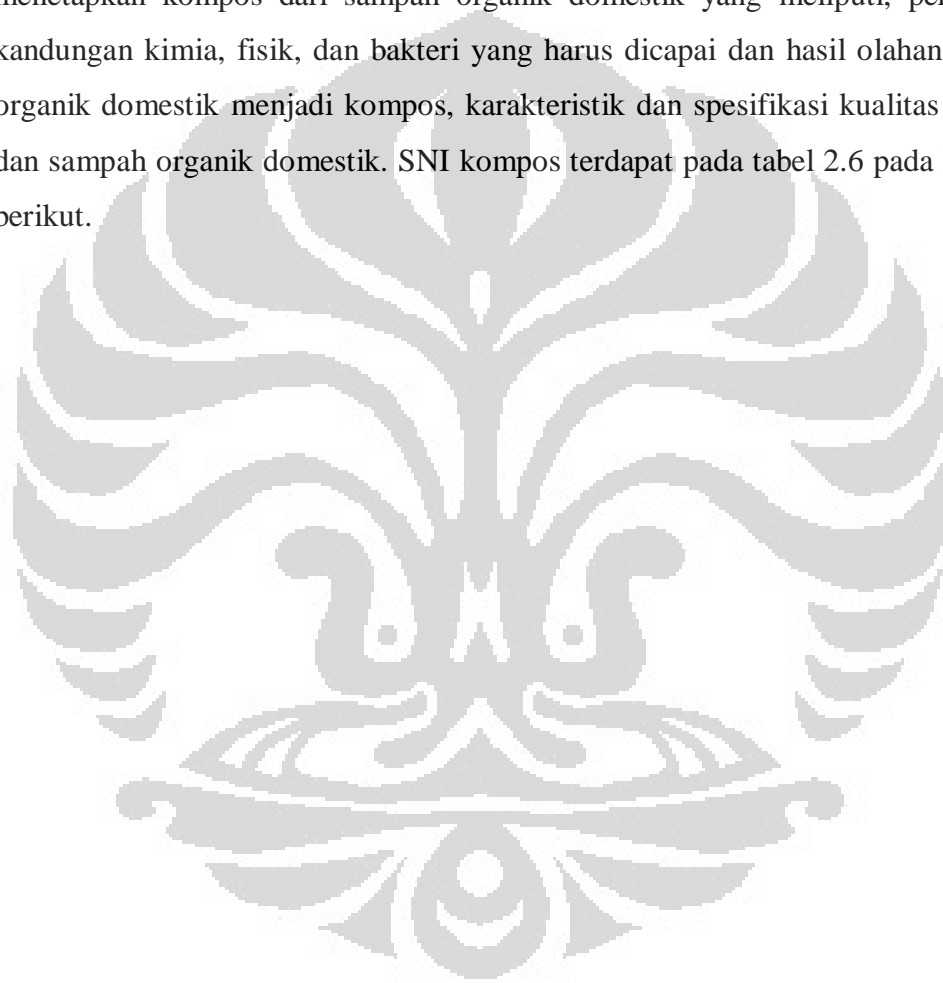 menetapkan kompos dari sampah organik domestik yang meliputi,
kandungan kimia, fisik, dan bakteri yang harus dicapai dan hasil olahan
organik domestik menjadi kompos, karakteristik dan spesifikasi kualitas
dan sampah organik domestik. SNI kompos terdapat pada tabel 2.6 pada
berikut.